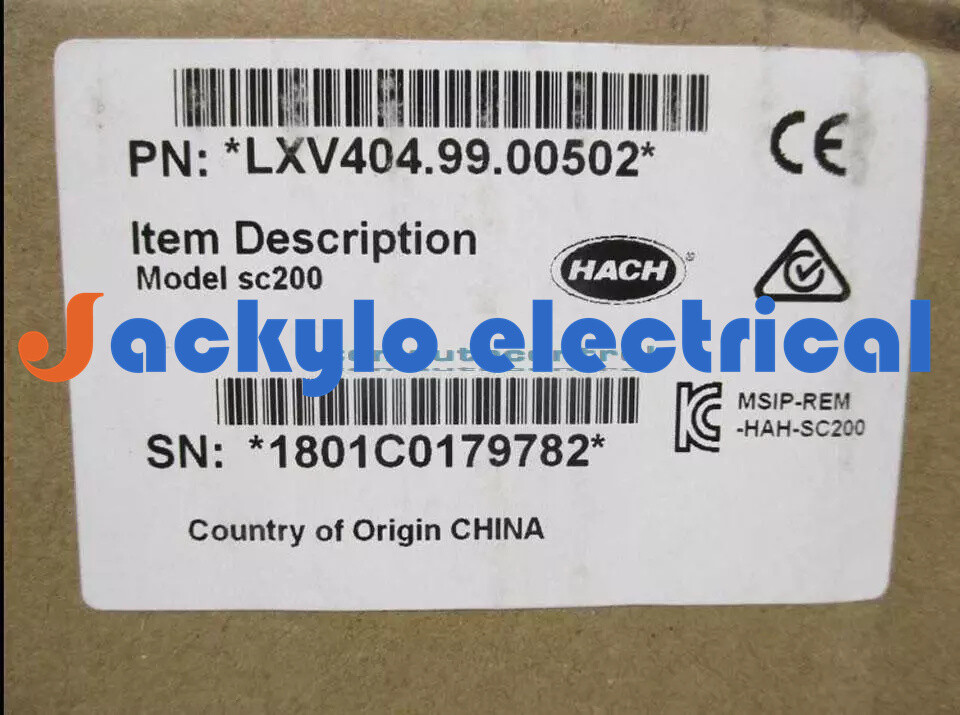 PN: *LXV404.99.00502*
CE
Item Description
Model sc200
HACH®
Jackylo electrical
SN: *1801C0179782*
MSIP-REM
-HAH-SC200
Country of Origin CHINA